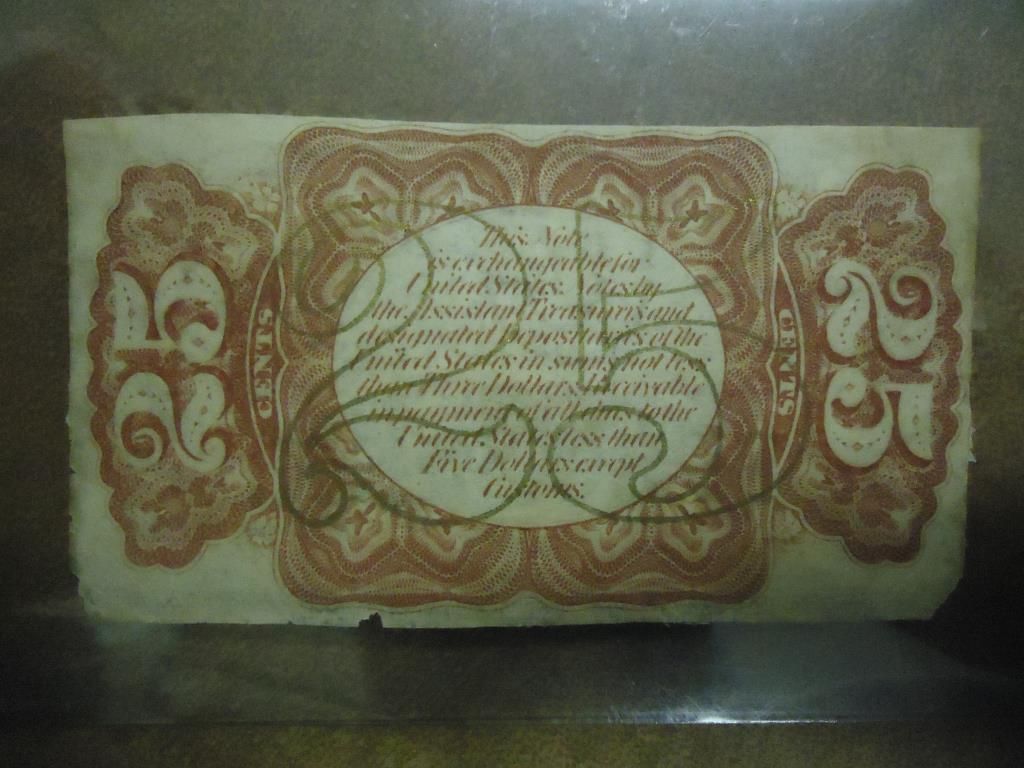 This Note
is exchangeable for
United States Notes by
the Assistant Treasurers and
designated Depositaries of the
United States in sums not less
than Three Dollars. Receivable
in payment of all dues to the
United States less than
Five Dollars except
Customs.
25
CENTS
25
CENTS
25